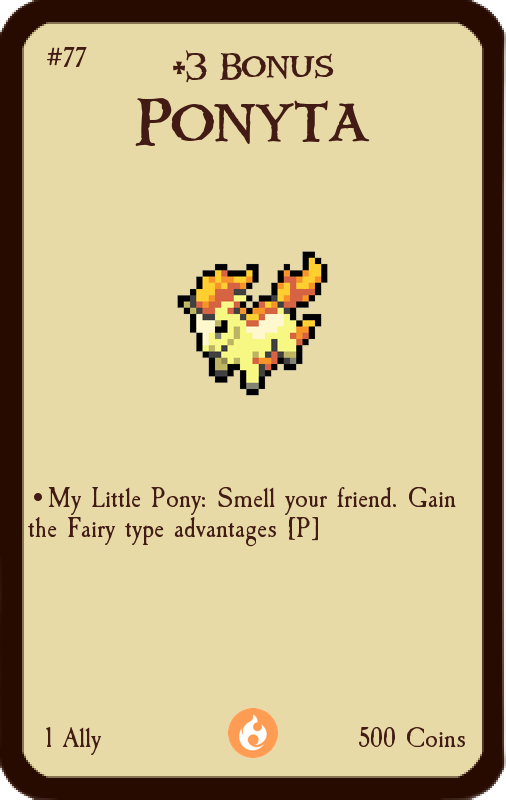 #77
+3 Bonus
Ponyta
•My Little Pony: Smell your friend. Gain
the Fairy type advantages {P]
1 Ally
500 Coins